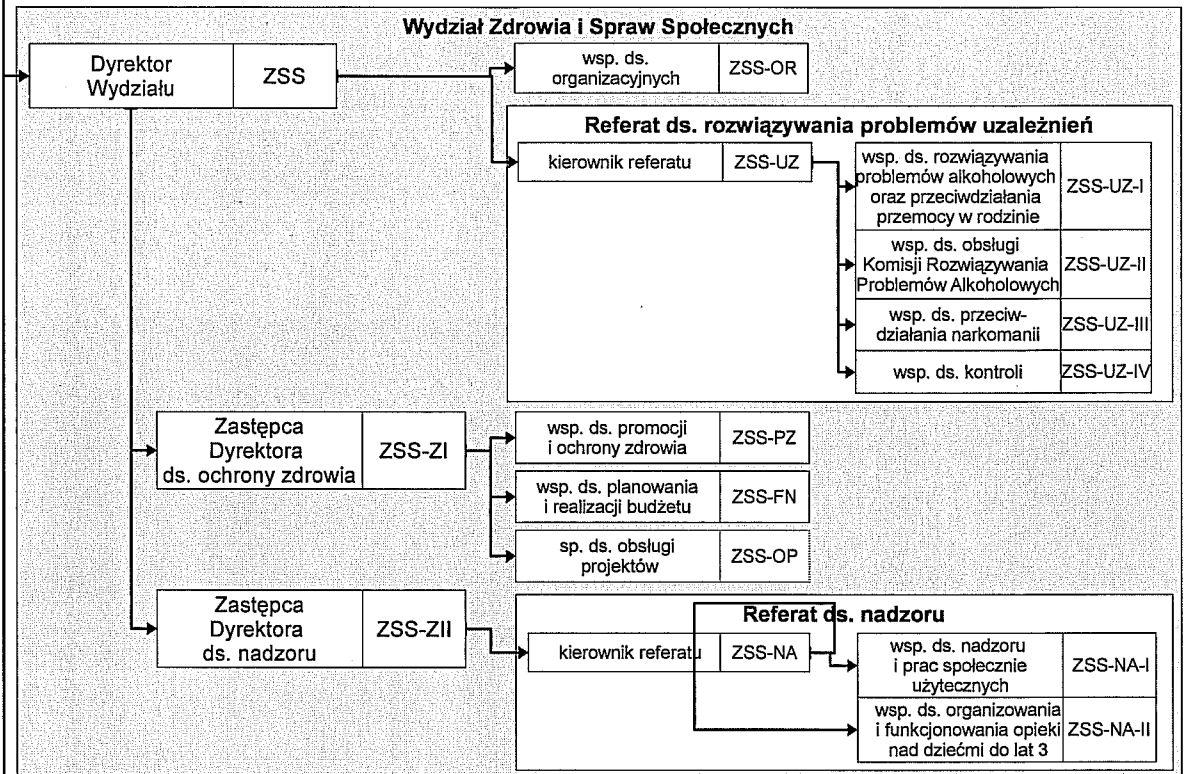 Wydział Zdrowia i Spraw Społecznych
Dyrektor
Wydziału
ZSS
wsp. ds.
organizacyjnych
ZSS-OR
Referat ds. rozwiązywania problemów uzależnień
kierownik referatu
ZSS-UZ
wsp. ds. rozwiązywania
problemów alkoholowych
oraz przeciwdziałania
przemocy w rodzinie
ZSS-UZ-I
wsp. ds. obsługi
Komisji Rozwiązywania
Problemów Alkoholowych
ZSS-UZ-II
wsp. ds. przeciw-
działania narkomanii
ZSS-UZ-III
wsp. ds. kontroli
ZSS-UZ-IV
Zastępca
Dyrektora
ds. ochrony zdrowia
ZSS-ZI
wsp. ds. promocji
i ochrony zdrowia
ZSS-PZ
wsp. ds. planowania
i realizacji budżetu
ZSS-FN
sp. ds. obsługi
projektów
ZSS-OP
Zastępca
Dyrektora
ds. nadzoru
ZSS-ZII
Referat ds. nadzoru
kierownik referatu
ZSS-NA
wsp. ds. nadzoru
i prac społecznie
użytecznych
ZSS-NA-I
wsp. ds. organizowania
i funkcjonowania opieki
nad dziećmi do lat 3
ZSS-NA-II